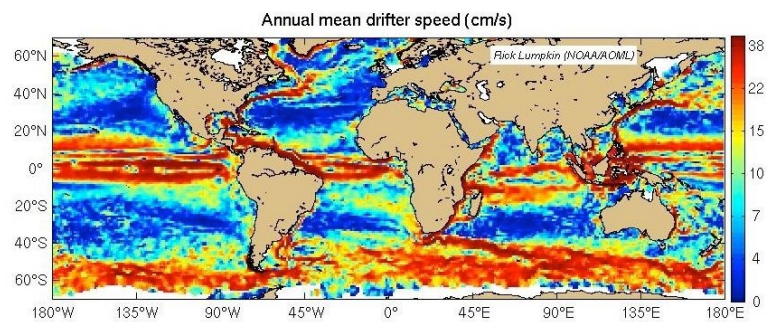 Annual mean drifter speed (cm/s)
Rick Lumpkin (NOAA/AOML)
60°N
40°N
20°N
0°
20°S
40°S
60°S
180°W
135°W
90°W
45°W
0°
45°E
90°E
135°E
180°E
38
22
15
10
7
4
0